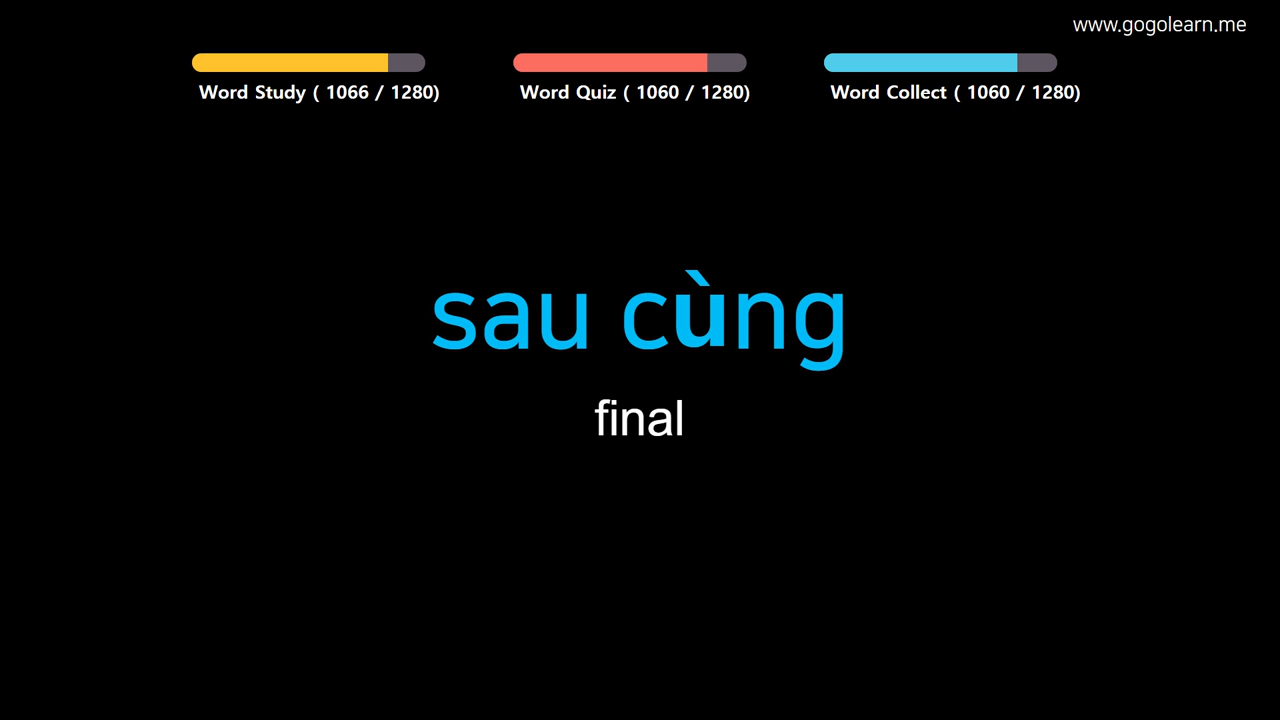 www.gogolearn.me
Word Study ( 1066 / 1280)
Word Quiz ( 1060 / 1280)
Word Collect ( 1060 / 1280)
sau cùng
final